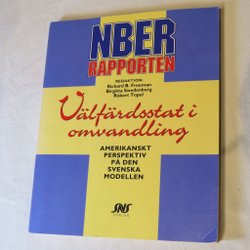 NBER
RAPPORTEN
REDAKTION
Richard B. Freeman
Birgitta Swedenborg
Robert Topel
Välfärdsstat i
omvandling
AMERIKANSKT
PERSPEKTIV
PÅ DEN
SVENSKA
MODELLEN
SNS
FÖRLAG